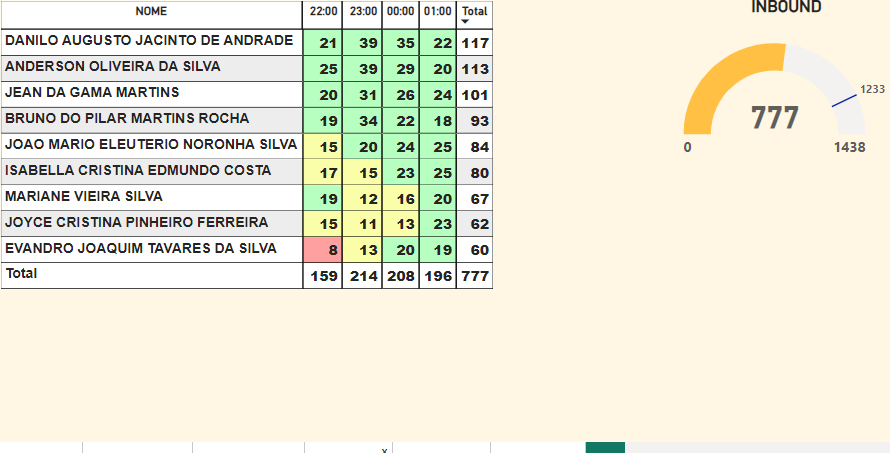 NOME 22:00 23:00 00:00 01:00 Total
DANILO AUGUSTO JACINTO DE ANDRADE 21 39 35 22 117
ANDERSON OLIVEIRA DA SILVA 25 39 29 20 113
JEAN DA GAMA MARTINS 20 31 26 24 101
BRUNO DO PILAR MARTINS ROCHA 19 34 22 18 93
JOAO MARIO ELEUTERIO NORONHA SILVA 15 20 24 25 84
ISABELLA CRISTINA EDMUNDO COSTA 17 15 23 25 80
MARIANE VIEIRA SILVA 19 12 16 20 67
JOYCE CRISTINA PINHEIRO FERREIRA 15 11 13 23 62
EVANDRO JOAQUIM TAVARES DA SILVA 8 13 20 19 60
Total 159 214 208 196 777
INBOUND
1233
777
0 1438
x